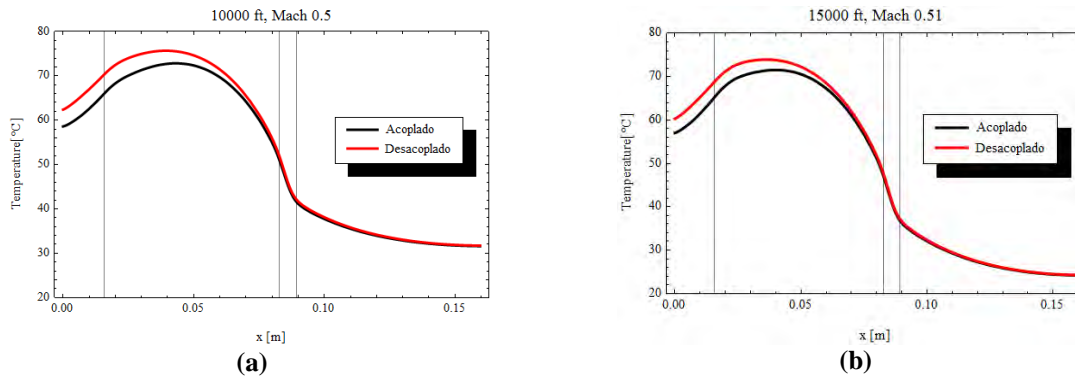 10000 ft, Mach 0.5
80
70
60
50
40
30
20
Temperature[ °C]
Acoplado
Desacoplado
0.00
0.05
0.10
0.15
x [m]
(a)
15000 ft, Mach 0.51
80
70
60
50
40
30
20
Temperature[ °C]
Acoplado
Desacoplado
0.00
0.05
0.10
0.15
x [m]
(b)